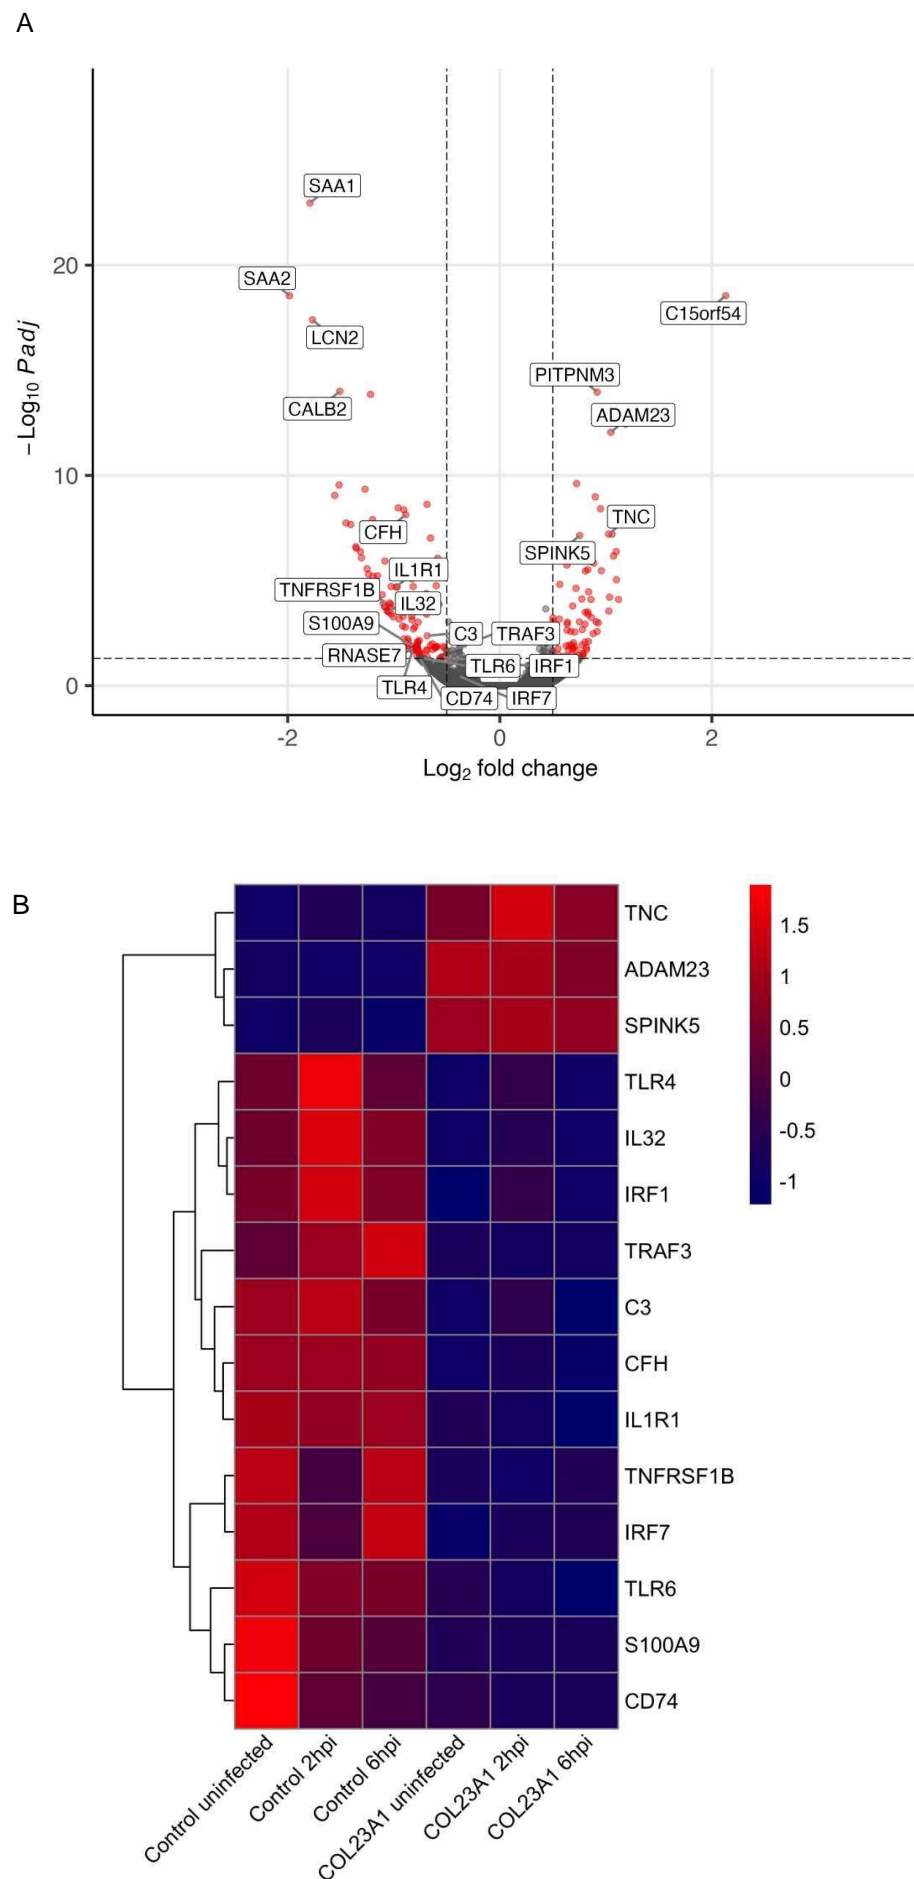 A
SAA1
20
SAA2
C15orf54
LCN2
PITPNM3
CALB2
ADAM23
−Log10 Padj
10
TNC
CFH
SPINK5
IL1R1
TNFRSF1B
IL32
S100A9
C3
TRAF3
RNASE7
TLR6
IRF1
TLR4
0
CD74
IRF7
-2
0
2
Log2 fold change
B
TNC
ADAM23
SPINK5
TLR4
IL32
IRF1
TRAF3
C3
CFH
IL1R1
TNFRSF1B
IRF7
TLR6
S100A9
CD74
1.5
1
0.5
0
-0.5
-1
Control uninfected
Control 2hpi
Control 6hpi
COL23A1 uninfected
COL23A1 2hpi
COL23A1 6hpi